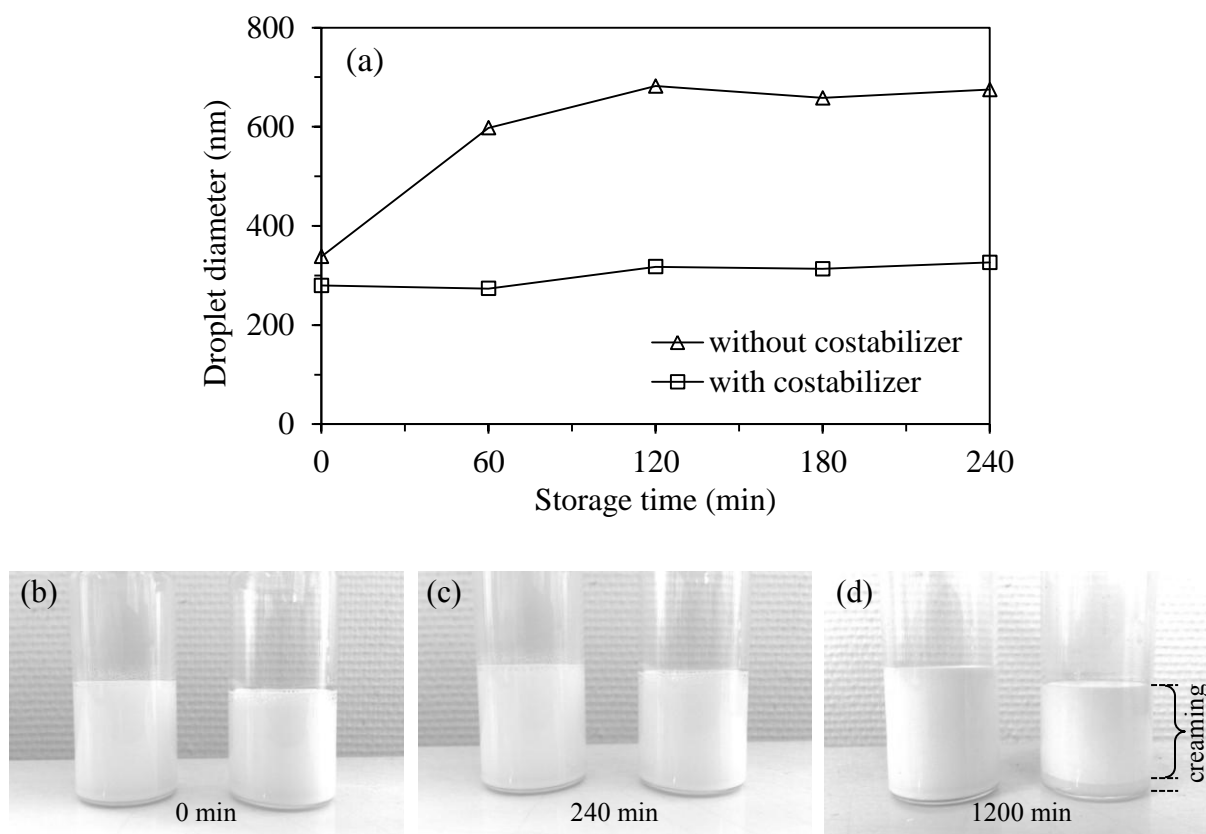 800
(a)
600
400
200
0
Droplet diameter (nm)
without costabilizer
with costabilizer
0 60 120 180 240
Storage time (min)
(b)
0 min
(c)
240 min
(d)
1200 min
creaming